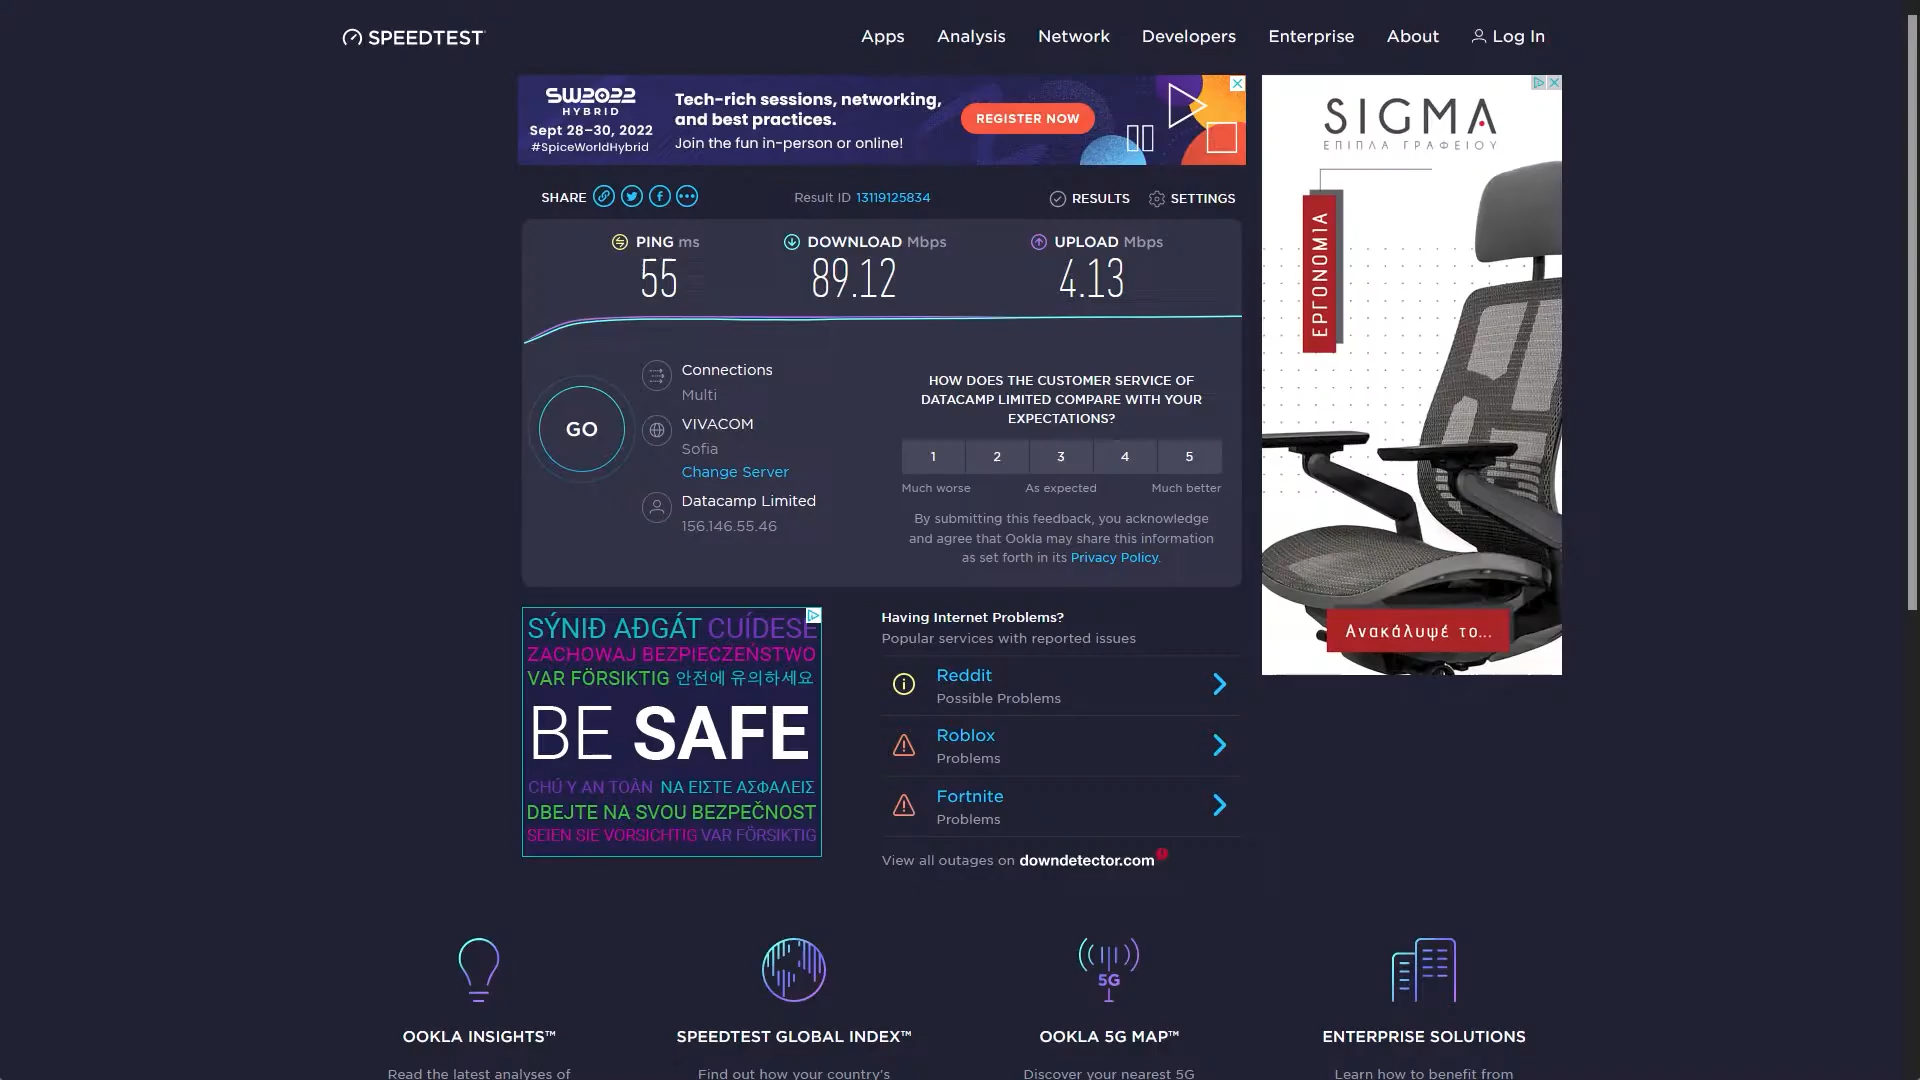 SPEEDTEST
Apps
Analysis
Network
Developers
Enterprise
About
Log In
SW2022
HYBRID
Sept 28–30, 2022
#SpiceWorldHybrid
Tech-rich sessions, networking,
and best practices.
Join the fun in-person or online!
REGISTER NOW
SHARE
Result ID 13119125834
RESULTS
SETTINGS
PING ms
55
DOWNLOAD Mbps
89.12
UPLOAD Mbps
4.13
GO
Connections
Multi
VIVACOM
Sofia
Change Server
Datacamp Limited
156.146.55.46
HOW DOES THE CUSTOMER SERVICE OF
DATACAMP LIMITED COMPARE WITH YOUR
EXPECTATIONS?
1
2
3
4
5
Much worse
As expected
Much better
By submitting this feedback, you acknowledge
and agree that Ookla may share this information
as set forth in its Privacy Policy.
SIGMA
ΕΠΙΠΛΑ ΓΡΑΦΕΙΟΥ
ΕΡΓΟΝΟΜΙΑ
Ανακάλυψέ το...
SÝNIÐ AÐGÁT CUÍDESE
ZACHOWAJ BEZPIECZEŃSTWO
VAR FÖRSIKTIG 안전에 유의하세요
BE SAFE
CHÚ Ý AN TOÀN ΝΑ ΕΙΣΤΕ ΑΣΦΑΛΕΙΣ
DBEJTE NA SVOU BEZPEČNOST
SEIEN SIE VORSICHTIG VAR FÖRSIKTIG
Having Internet Problems?
Popular services with reported issues
Reddit
Possible Problems
Roblox
Problems
Fortnite
Problems
View all outages on downdetector.com
5G
OOKLA INSIGHTS™
SPEEDTEST GLOBAL INDEX™
OOKLA 5G MAP™
ENTERPRISE SOLUTIONS
Read the latest analyses of
Find out how your country's
Discover your nearest 5G
Learn how to benefit from